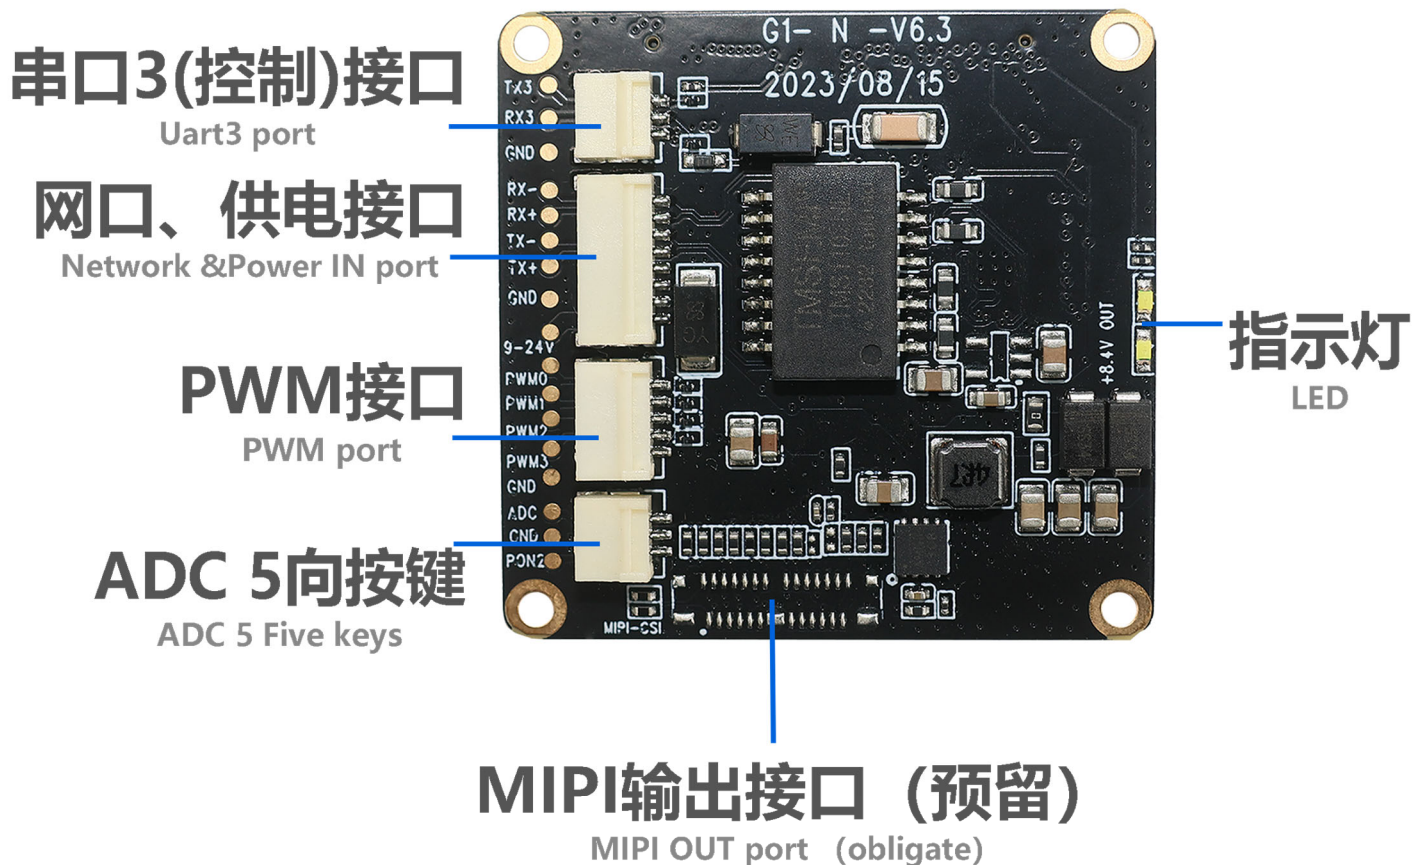 G1- N -V6.3
2023/08/15
串口3(控制)接口
Uart3 port
TX3
RX3
GND
网口、供电接口
Network &Power IN port
RX-
RX+
TX-
TX+
GND
9-24V
PWM接口
PWM port
PWM0
PWM1
PWM2
PWM3
GND
ADC 5向按键
ADC 5 Five keys
ADC
GND
PON2
MIPI-CSI
WE
YG
4R7
+8.4V OUT
指示灯
LED
MIPI输出接口（预留）
MIPI OUT port （obligate）